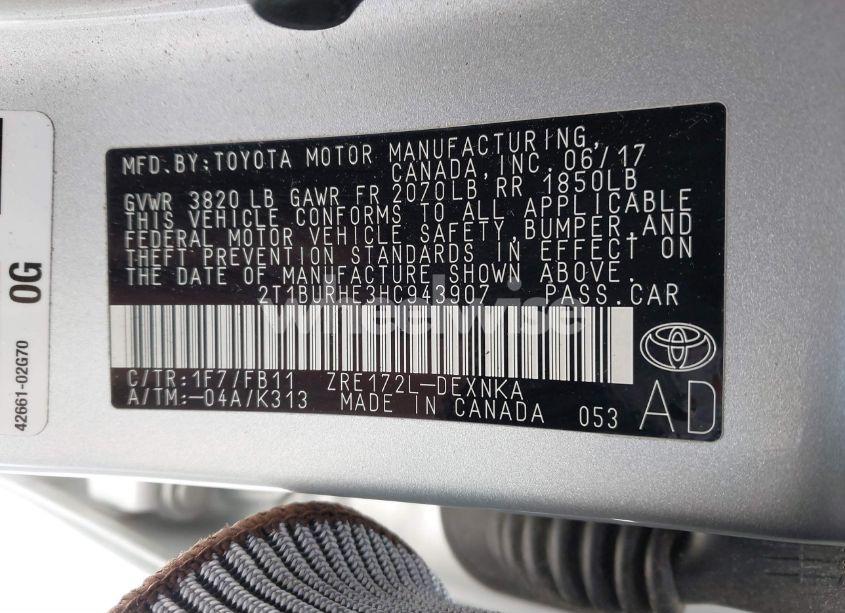 MFD.BY:TOYOTA MOTOR MANUFACTURING,
CANADA,INC. 06/17
GVWR 3820 LB GAWR FR 2070LB RR 1850LB
THIS VEHICLE CONFORMS TO ALL APPLICABLE
FEDERAL MOTOR VEHICLE SAFETY,BUMPER,AND
THEFT PREVENTION STANDARDS IN EFFECT ON
THE DATE OF MANUFACTURE SHOWN ABOVE.
2T1BURHE3HC943907 PASS.CAR
C/TR:1F7/FB11 ZRE172L-DEXNKA
A/TM:-04A/K313 MADE IN CANADA 053
AD
wheelwise
0G
42661-02G70